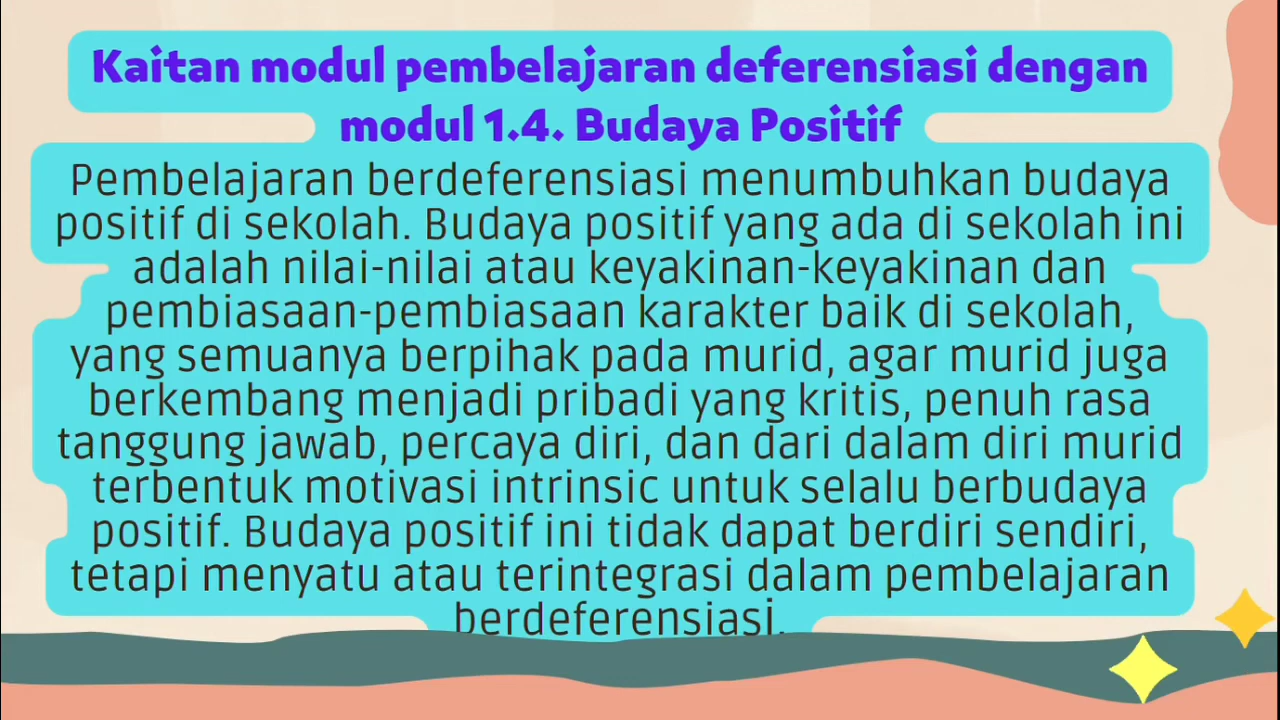 Kaitan modul pembelajaran deferensiasi dengan
modul 1.4. Budaya Positif
Pembelajaran berdeferensiasi menumbuhkan budaya
positif di sekolah. Budaya positif yang ada di sekolah ini
adalah nilai-nilai atau keyakinan-keyakinan dan
pembiasaan-pembiasaan karakter baik di sekolah,
yang semuanya berpihak pada murid, agar murid juga
berkembang menjadi pribadi yang kritis, penuh rasa
tanggung jawab, percaya diri, dan dari dalam diri murid
terbentuk motivasi intrinsic untuk selalu berbudaya
positif. Budaya positif ini tidak dapat berdiri sendiri,
tetapi menyatu atau terintegrasi dalam pembelajaran
berdeferensiasi.